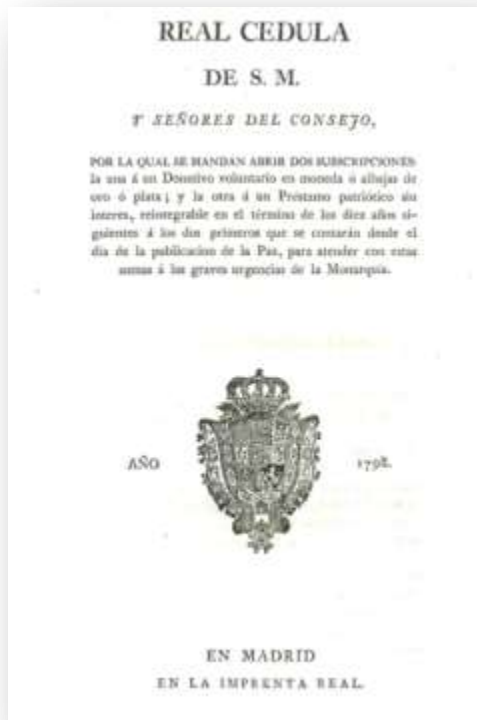 REAL CEDULA
DE S. M.
Y SEÑORES DEL CONSEJO,
POR LA QUAL SE MANDAN ABRIR DOS SUBSCRIPCIONES
la una á un Donativo voluntario en moneda ó alhajas de
oro ó plata; y la otra á un Préstamo patriótico sin
interes, reintegrable en el término de los diez años si-
guientes á los dos primeros que se contarán desde el
dia de la publicacion de la Paz, para atender con estas
sumas á las graves urgencias de la Monarquía.
AÑO 1798.
EN MADRID
EN LA IMPRENTA REAL.